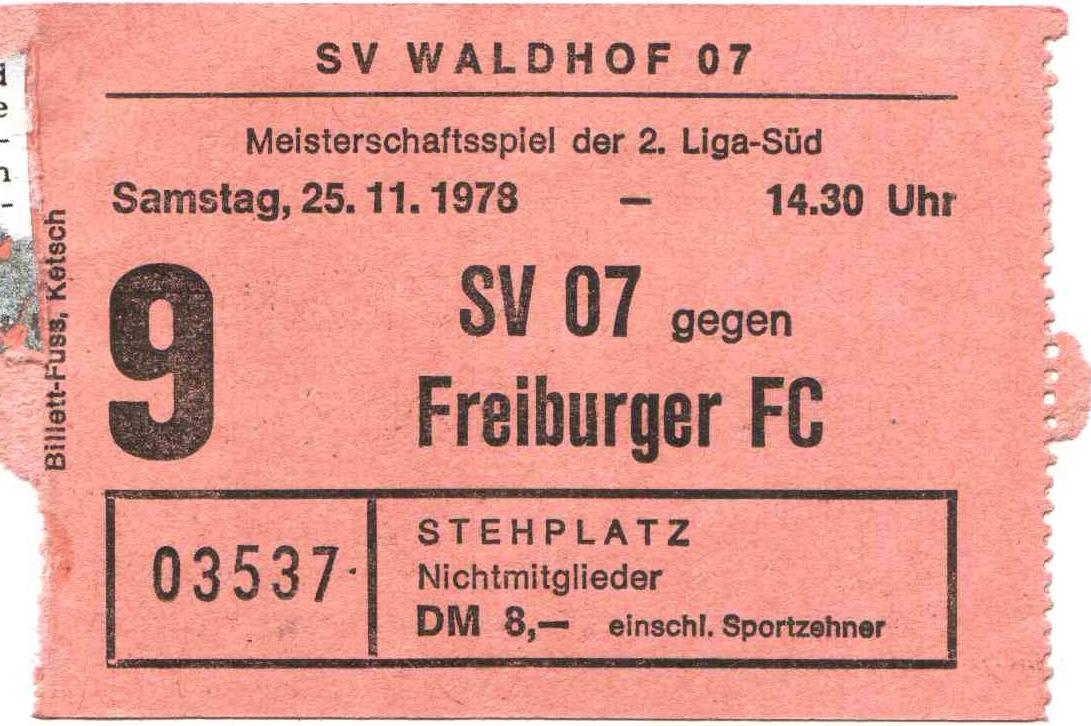 SV WALDHOF 07
Meisterschaftsspiel der 2. Liga-Süd
Samstag, 25. 11. 1978 – 14.30 Uhr
9
SV 07 gegen
Freiburger FC
03537
STEHPLATZ
Nichtmitglieder
DM 8,— einschl. Sportzehner
Billett-Fuss, Ketsch